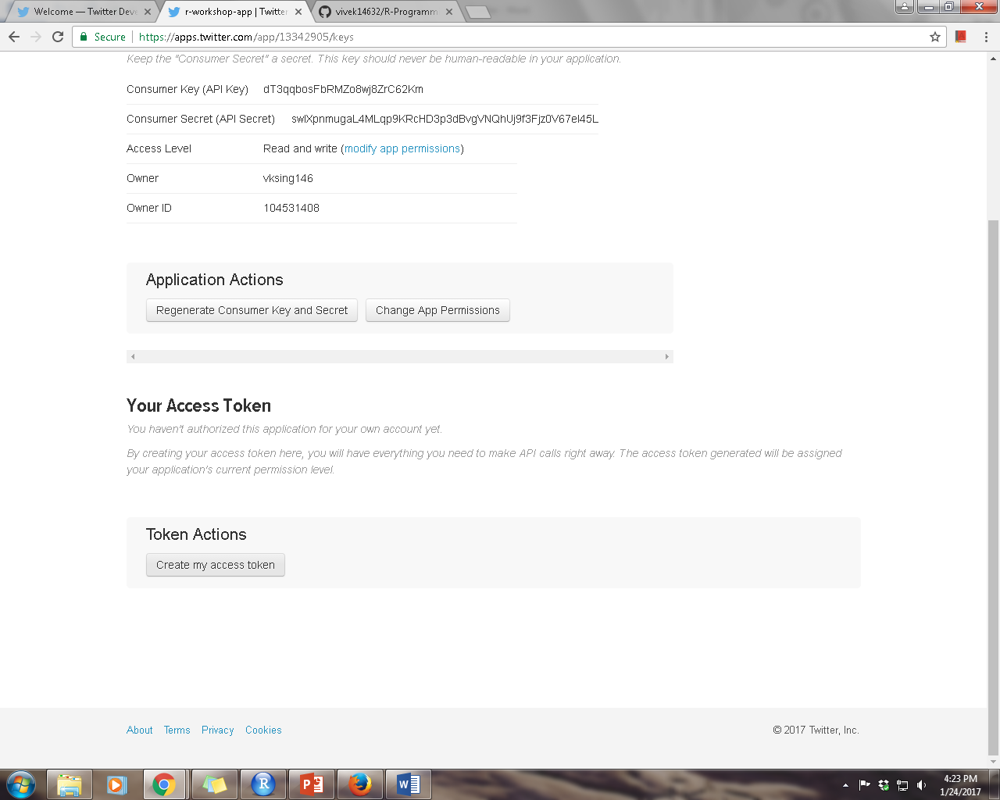 Welcome — Twitter Deve
r-workshop-app | Twitter
vivek14632/R-Programm
Secure
https://apps.twitter.com/app/13342905/keys
Keep the "Consumer Secret" a secret. This key should never be human-readable in your application.
Consumer Key (API Key) dT3qqbosFbRMZo8wj8ZrC62Km
Consumer Secret (API Secret) swlXpnmugaL4MLqp9KRcHD3p3dBvgVNQhUj9f3Fjz0V67el45L
Access Level Read and write (modify app permissions)
Owner vksing146
Owner ID 104531408
Application Actions
Regenerate Consumer Key and Secret Change App Permissions
Your Access Token
You haven't authorized this application for your own account yet.
By creating your access token here, you will have everything you need to make API calls right away. The access token generated will be assigned
your application's current permission level.
Token Actions
Create my access token
About Terms Privacy Cookies © 2017 Twitter, Inc.
4:23 PM
1/24/2017